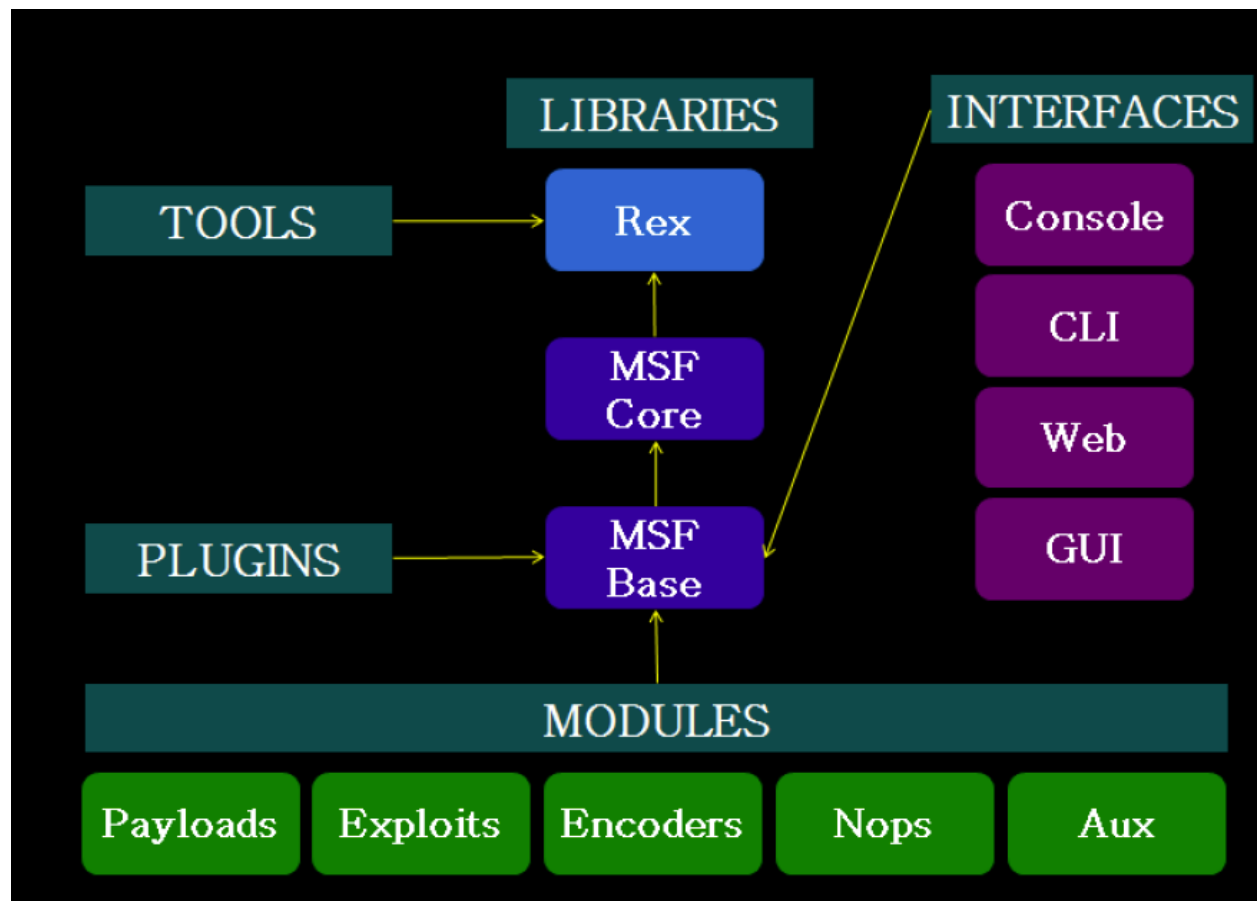 LIBRARIES
INTERFACES
TOOLS
Rex
Console
CLI
MSF
Core
Web
PLUGINS
MSF
Base
GUI
MODULES
Payloads
Exploits
Encoders
Nops
Aux